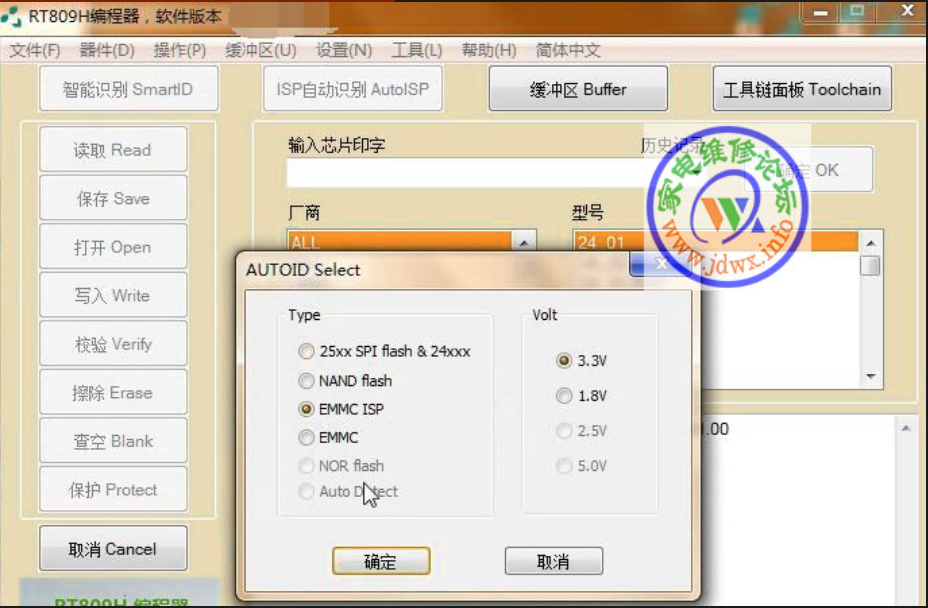 RT809H编程器，软件版本
文件(F) 器件(D) 操作(P) 缓冲区(U) 设置(N) 工具(L) 帮助(H) 简体中文
智能识别 SmartID
ISP自动识别 AutoISP
缓冲区 Buffer
工具链面板 Toolchain
读取 Read
保存 Save
打开 Open
写入 Write
校验 Verify
擦除 Erase
查空 Blank
保护 Protect
取消 Cancel
RT809H 编程器
输入芯片印字
历史记录
确定 OK
厂商
ALL
型号
24_01
家电维修论坛
www.jdwx.info
AUTOID Select
Type
25xx SPI flash & 24xxx
NAND flash
EMMC ISP
EMMC
NOR flash
Auto Detect
Volt
3.3V
1.8V
2.5V
5.0V
确定
取消
.00